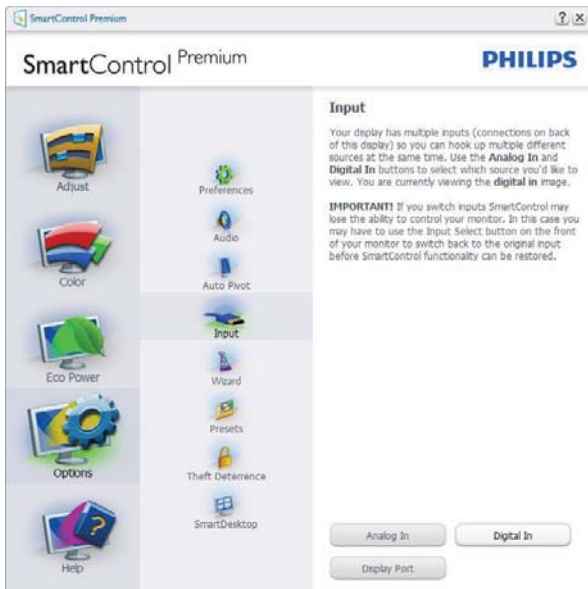 SmartControl Premium
SmartControl Premium
PHILIPS
Adjust
Color
Eco Power
Options
Help
Preferences
Audio
Auto Pivot
Input
Wizard
Presets
Theft Deterrence
SmartDesktop
Input
Your display has multiple inputs (connections on back
of this display) so you can hook up multiple different
sources at the same time. Use the Analog In and
Digital In buttons to select which source you'd like to
view. You are currently viewing the digital in image.
IMPORTANT! If you switch inputs SmartControl may
lose the ability to control your monitor. In this case you
may have to use the Input Select button on the front
of your monitor to switch back to the original input
before SmartControl functionality can be restored.
Analog In
Digital In
Display Port